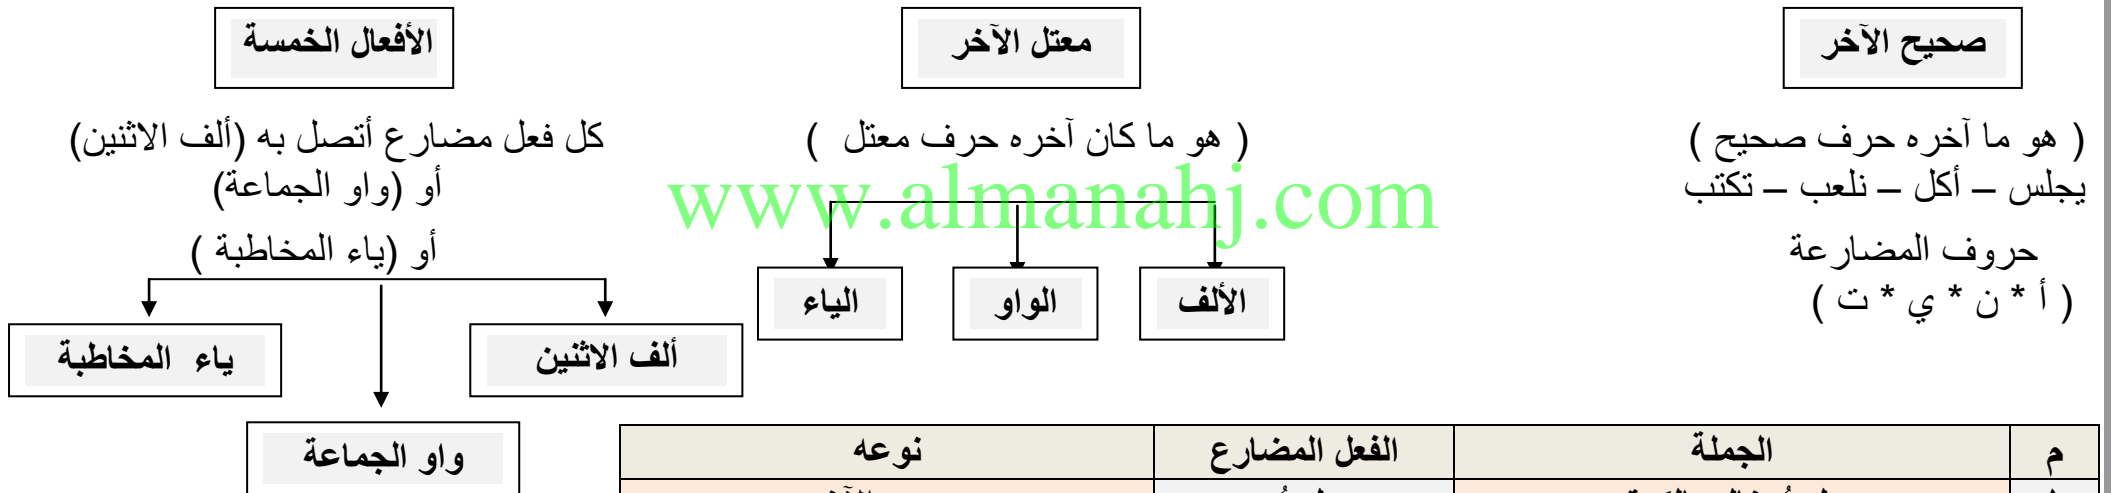 صحيح الآخر
( هو ما آخره حرف صحيح )
يجلس – أكل – نلعب – تكتب
حروف المضارعة
( أ * ن * ي * ت )
معتل الآخر
( هو ما كان آخره حرف معتل )
www.almanahj.com
الألف
الواو
الياء
الأفعال الخمسة
كل فعل مضارع أتصل به (ألف الاثنين)
أو (واو الجماعة)
أو (ياء المخاطبة )
ألف الاثنين
ياء المخاطبة
واو الجماعة
م الجملة الفعل المضارع نوعه